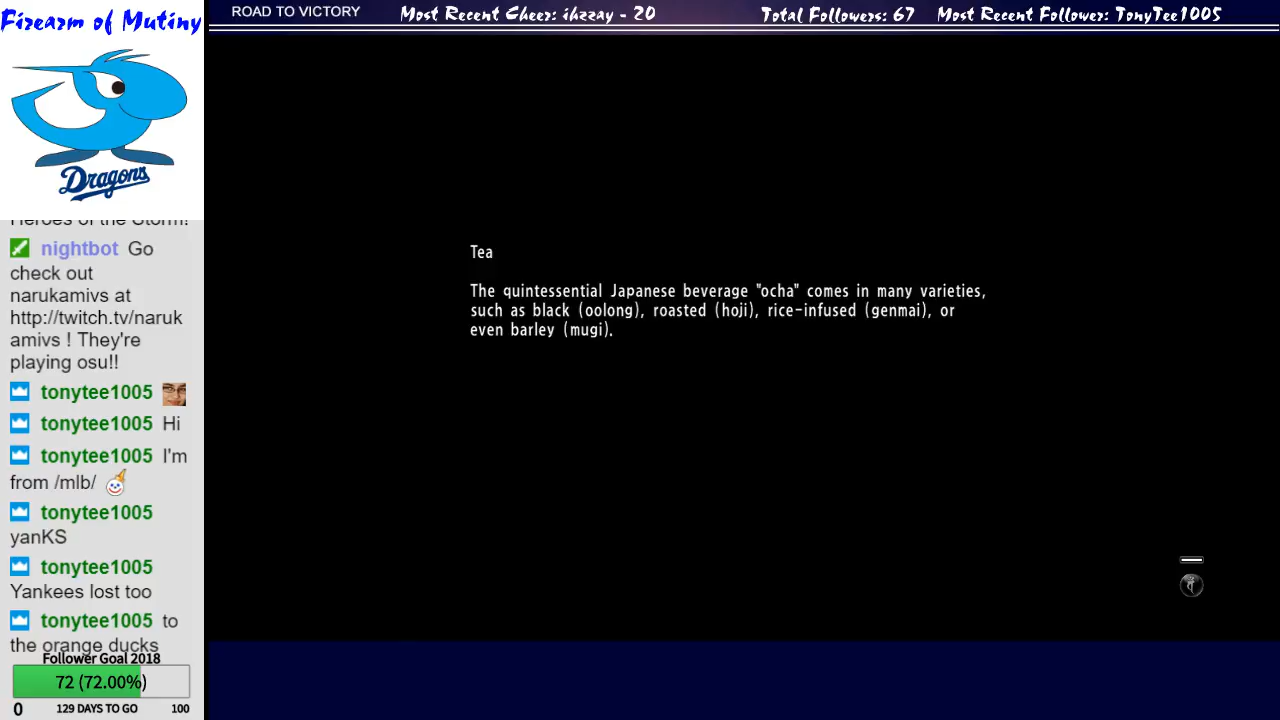 Firearm of Mutiny
ROAD TO VICTORY
Most Recent Cheer: ihzzay - 20
Total Followers: 67
Most Recent Follower: TonyTee1005
Dragons
Heroes of the Storm!
nightbot Go
check out
narukamivs at
http://twitch.tv/naruk
amivs ! They're
playing osu!!
tonytee1005
tonytee1005 Hi
tonytee1005 I'm
from /mlb/
tonytee1005
yanKS
tonytee1005
Yankees lost too
tonytee1005 to
the orange ducks
Follower Goal 2018
72 (72.00%)
0 129 DAYS TO GO 100
Tea
The quintessential Japanese beverage "ocha" comes in many varieties,
such as black (oolong), roasted (hoji), rice-infused (genmai), or
even barley (mugi).